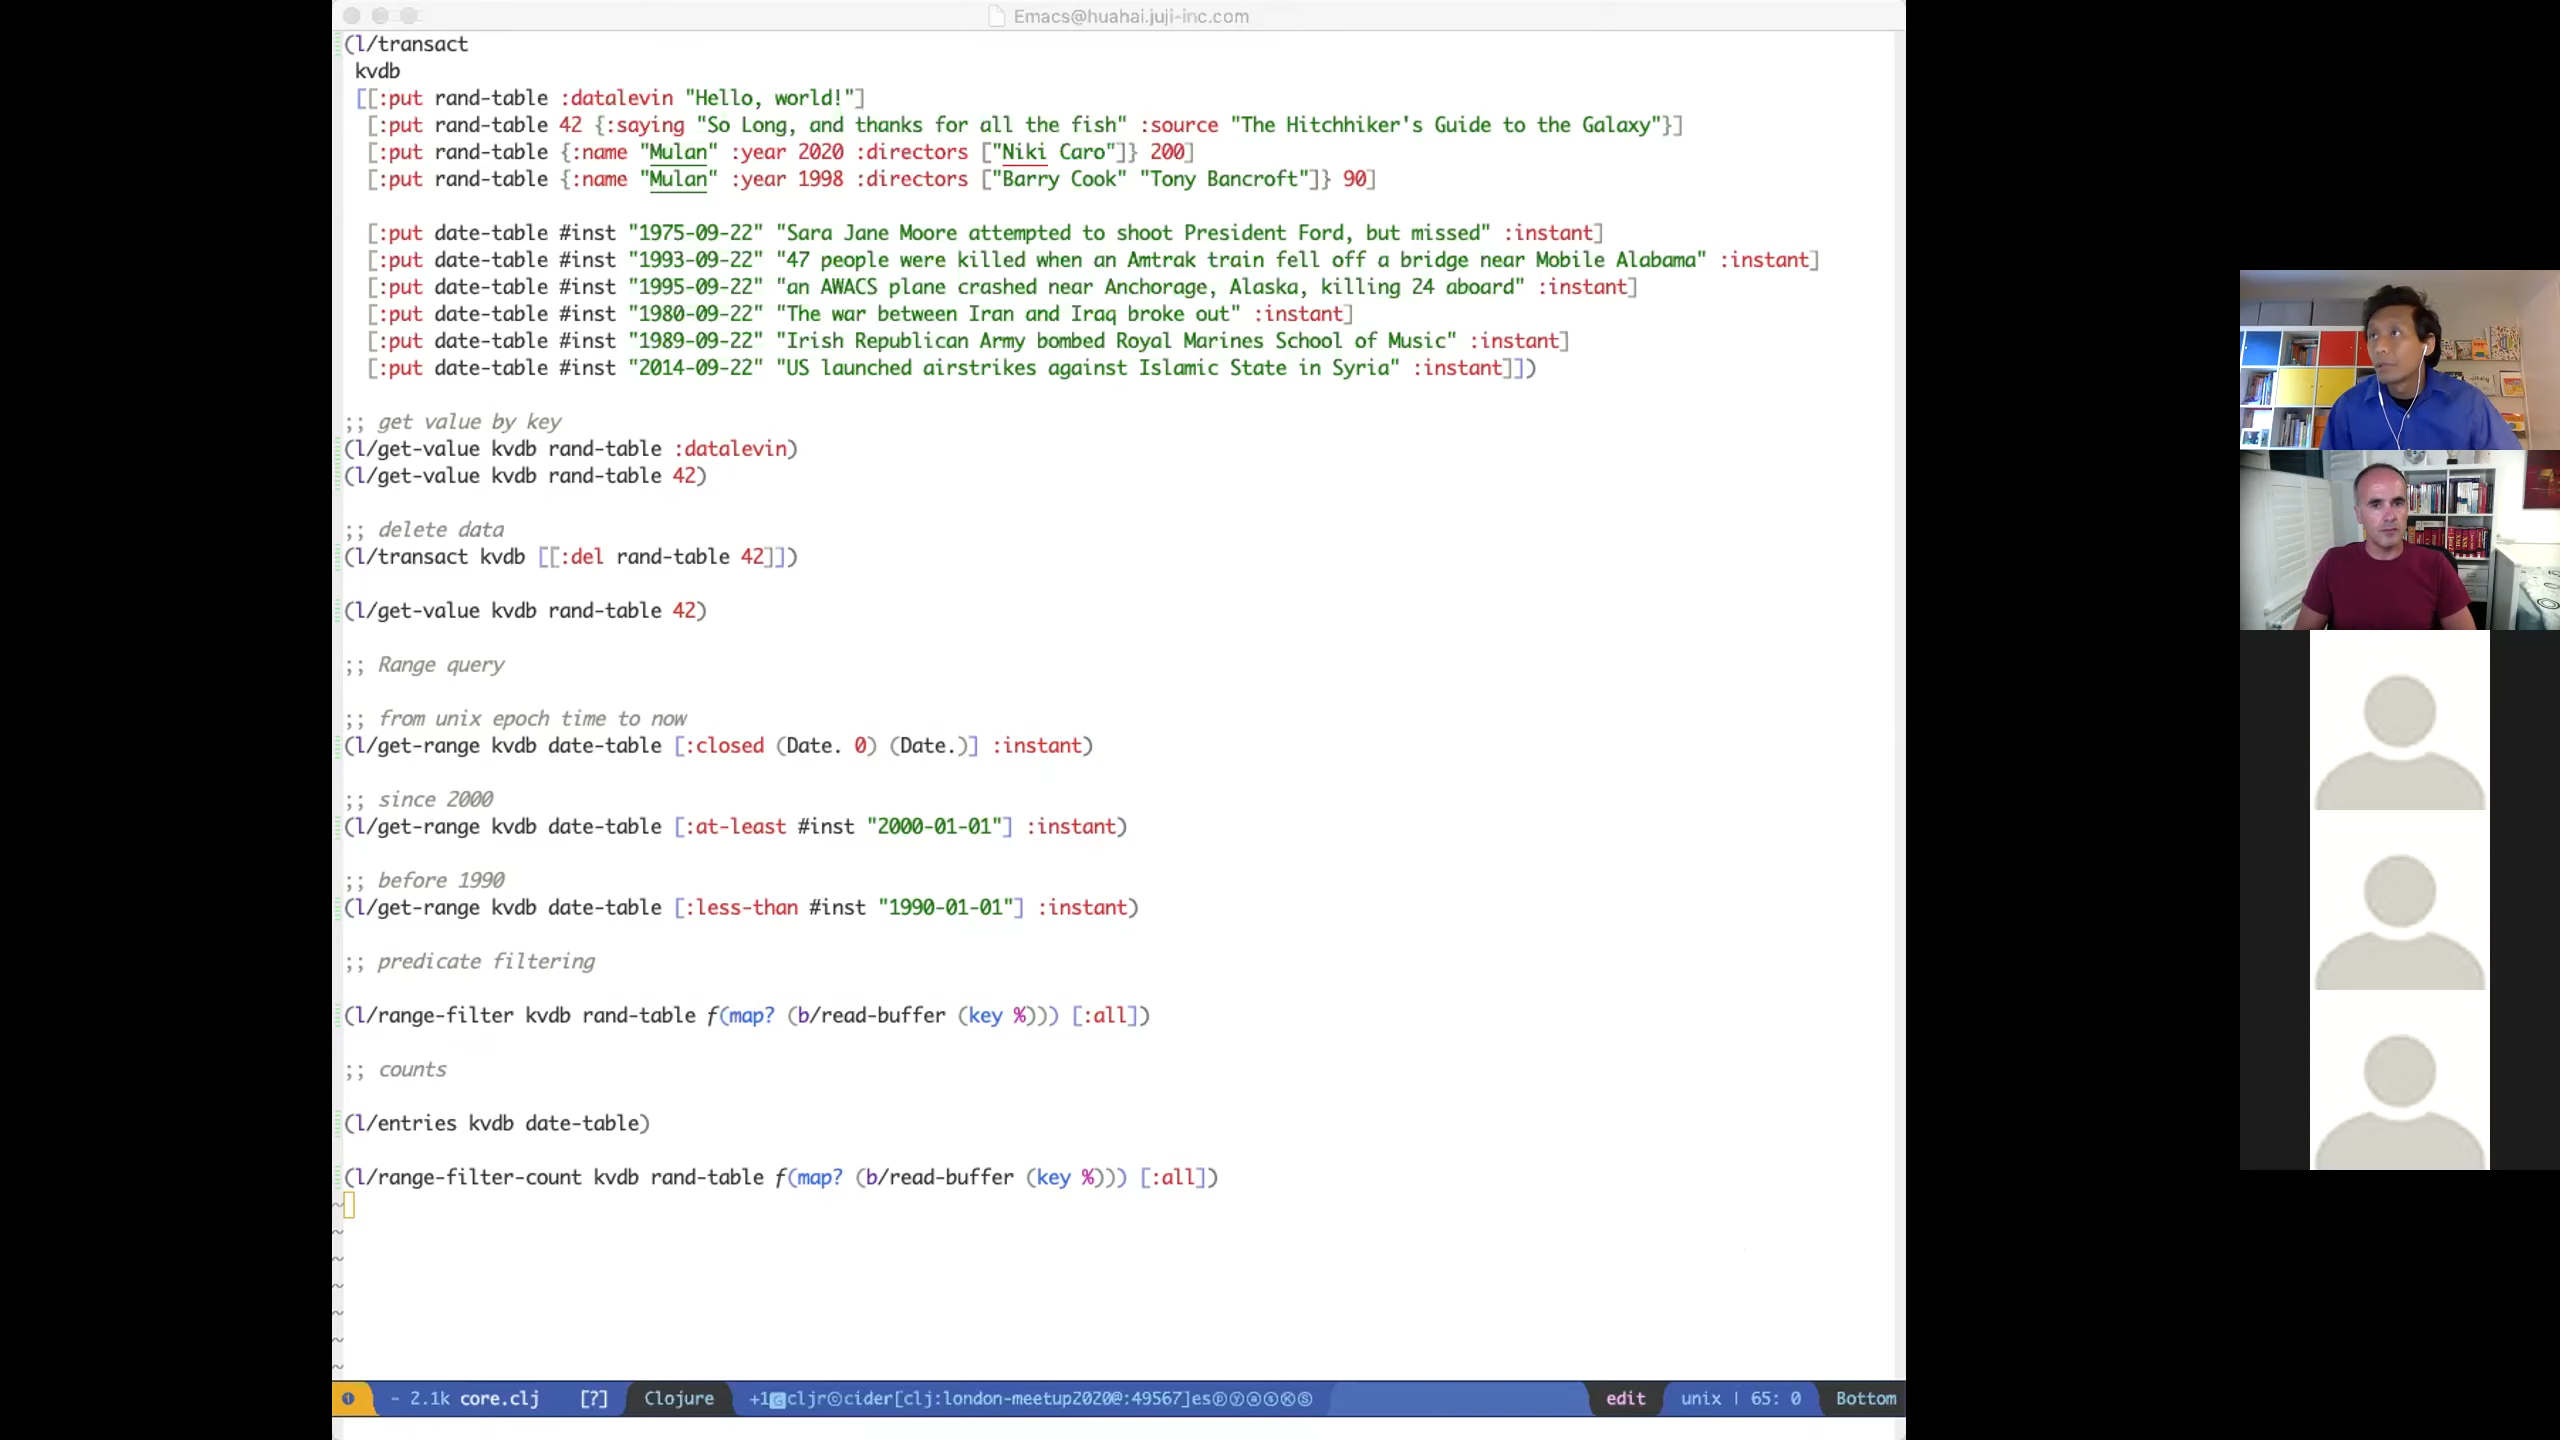 Emacs@huahai.juji-inc.com
(l/transact
kvdb
[[:put rand-table :datalevin "Hello, world!"]
[:put rand-table 42 {:saying "So Long, and thanks for all the fish" :source "The Hitchhiker's Guide to the Galaxy"}]
[:put rand-table {:name "Mulan" :year 2020 :directors ["Niki Caro"]} 200]
[:put rand-table {:name "Mulan" :year 1998 :directors ["Barry Cook" "Tony Bancroft"]} 90]
[:put date-table #inst "1975-09-22" "Sara Jane Moore attempted to shoot President Ford, but missed" :instant]
[:put date-table #inst "1993-09-22" "47 people were killed when an Amtrak train fell off a bridge near Mobile Alabama" :instant]
[:put date-table #inst "1995-09-22" "an AWACS plane crashed near Anchorage, Alaska, killing 24 aboard" :instant]
[:put date-table #inst "1980-09-22" "The war between Iran and Iraq broke out" :instant]
[:put date-table #inst "1989-09-22" "Irish Republican Army bombed Royal Marines School of Music" :instant]
[:put date-table #inst "2014-09-22" "US launched airstrikes against Islamic State in Syria" :instant]])
;; get value by key
(l/get-value kvdb rand-table :datalevin)
(l/get-value kvdb rand-table 42)
;; delete data
(l/transact kvdb [[:del rand-table 42]])
(l/get-value kvdb rand-table 42)
;; Range query
;; from unix epoch time to now
(l/get-range kvdb date-table [:closed (Date. 0) (Date.)] :instant)
;; since 2000
(l/get-range kvdb date-table [:at-least #inst "2000-01-01"] :instant)
;; before 1990
(l/get-range kvdb date-table [:less-than #inst "1990-01-01"] :instant)
;; predicate filtering
(l/range-filter kvdb rand-table f(map? (b/read-buffer (key %))) [:all])
;; counts
(l/entries kvdb date-table)
(l/range-filter-count kvdb rand-table f(map? (b/read-buffer (key %))) [:all])
- 2.1k core.clj [?] Clojure +1 cljr©cider[clj:london-meetup2020@:49567]es edit unix | 65: 0 Bottom